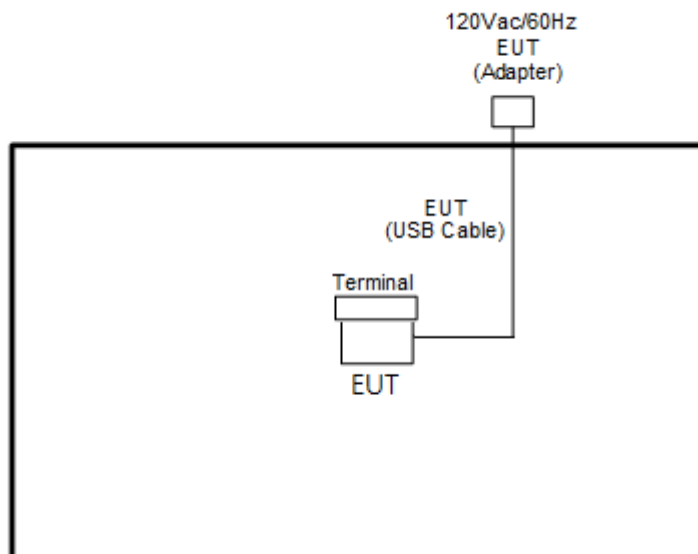 120Vac/60Hz
EUT
(Adapter)
EUT
(USB Cable)
Terminal
EUT